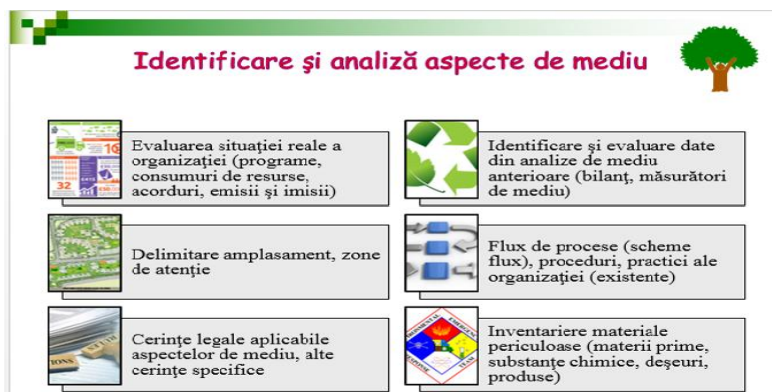 Identificare şi analiză aspecte de mediu
Evaluarea situaţiei reale a
organizaţiei (programe,
consumuri de resurse,
acorduri, emisii şi imisii)
Identificare şi evaluare date
din analize de mediu
anterioare (bilanţ, măsurători
de mediu)
Delimitare amplasament, zone
de atenţie
Flux de procese (scheme
flux), proceduri, practici ale
organizaţiei (existente)
Cerinţe legale aplicabile
aspectelor de mediu, alte
cerinţe specifice
Inventariere materiale
periculoase (materii prime,
substanţe chimice, deşeuri,
produse)
32